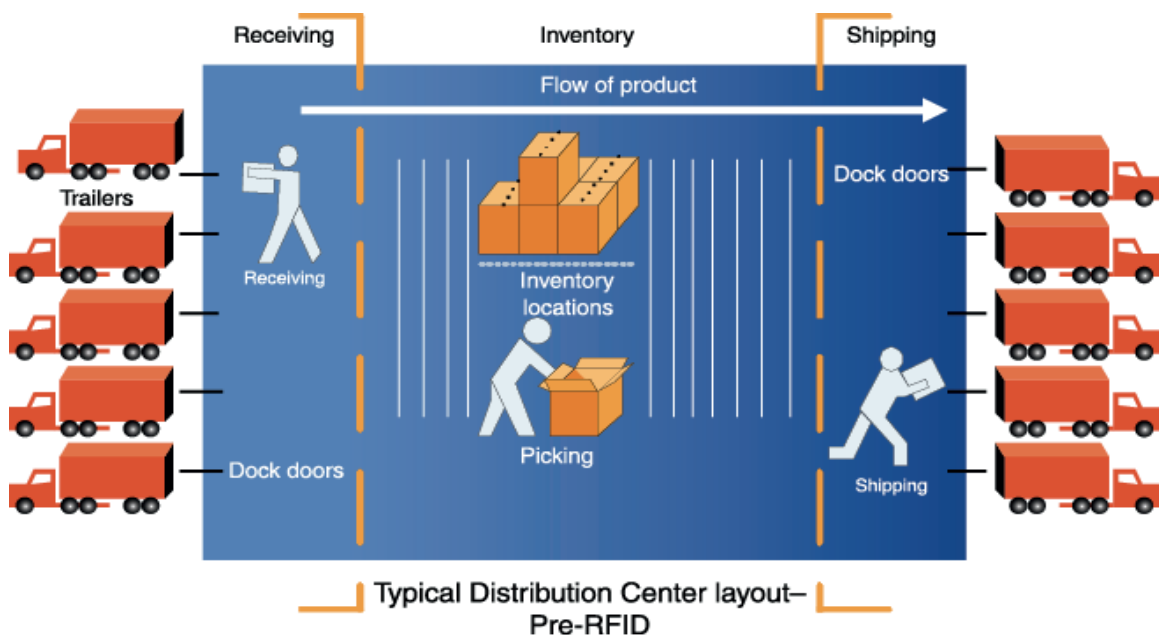 Receiving
Inventory
Shipping
Flow of product
Trailers
Dock doors
Receiving
Inventory
locations
Picking
Dock doors
Shipping
Typical Distribution Center layout–
Pre-RFID